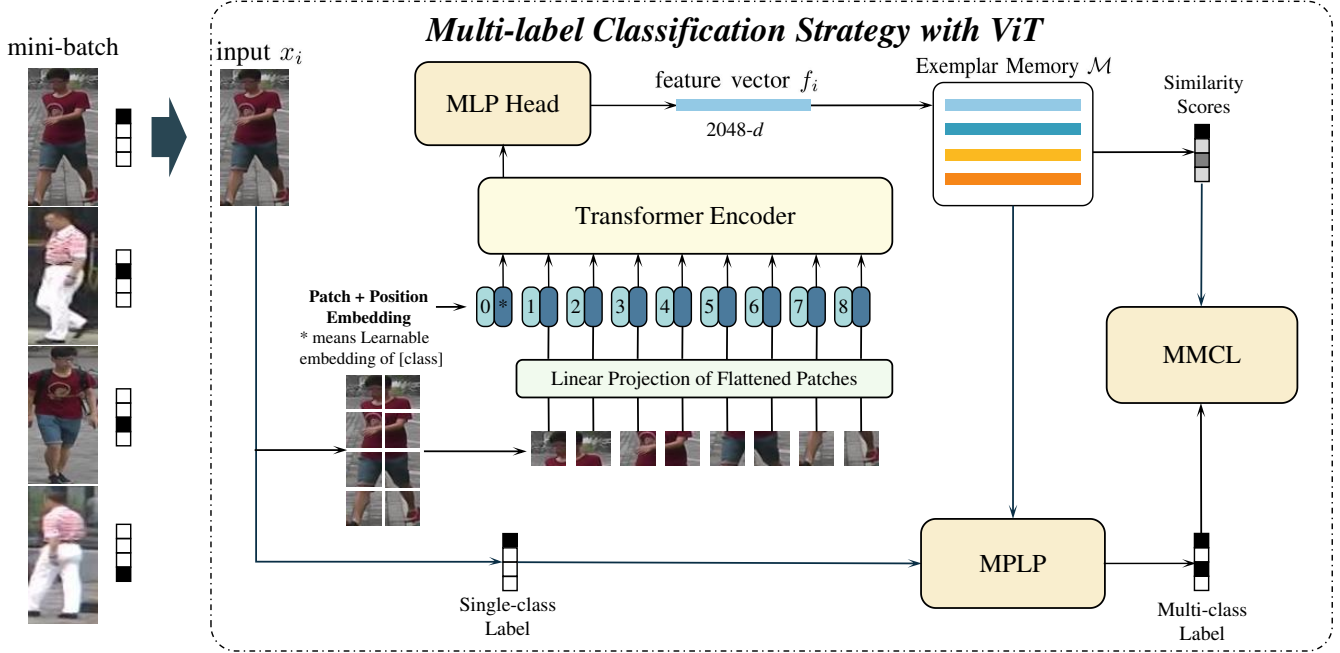 Multi-label Classification Strategy with ViT
mini-batch
input x_i
MLP Head
feature vector f_i
2048-d
Exemplar Memory ℳ
Similarity
Scores
Transformer Encoder
Patch + Position
Embedding
* means Learnable
embedding of [class]
0 * 1 2 3 4 5 6 7 8
Linear Projection of Flattened Patches
MMCL
MPLP
Single-class
Label
Multi-class
Label